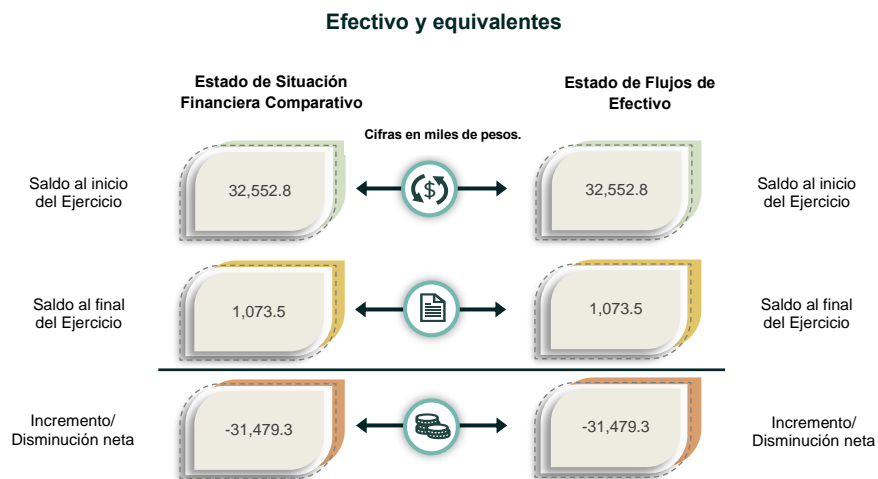 Efectivo y equivalentes
Estado de Situación
Financiera Comparativo
Estado de Flujos de
Efectivo
Cifras en miles de pesos.
Saldo al inicio
del Ejercicio
32,552.8
$
32,552.8
Saldo al inicio
del Ejercicio
Saldo al final
del Ejercicio
1,073.5
1,073.5
Saldo al final
del Ejercicio
Incremento/
Disminución neta
-31,479.3
-31,479.3
Incremento/
Disminución neta